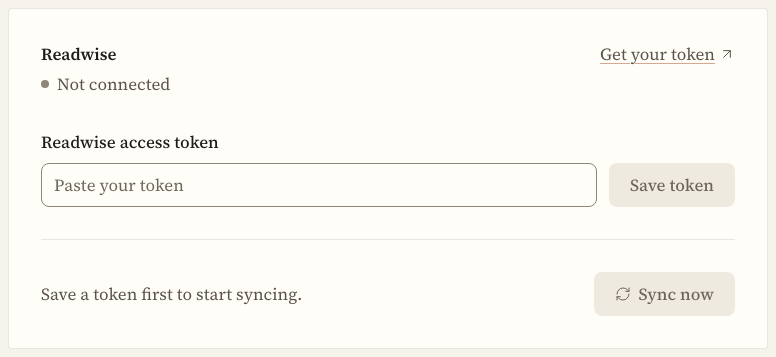 Readwise
Get your token
Not connected
Readwise access token
Paste your token
Save token
Save a token first to start syncing.
Sync now